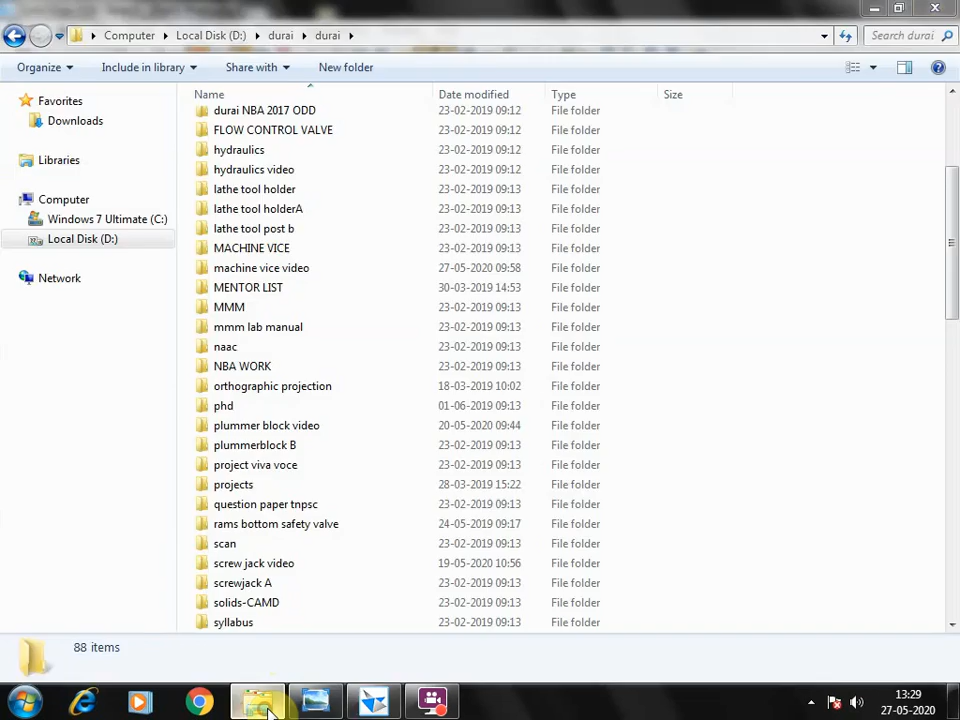 Computer Local Disk (D:) durai durai
Search durai
Organize Include in library Share with New folder
Name Date modified Type Size
Favorites
Downloads
Libraries
Computer
Windows 7 Ultimate (C:)
Local Disk (D:)
Network
durai NBA 2017 ODD 23-02-2019 09:12 File folder
FLOW CONTROL VALVE 23-02-2019 09:12 File folder
hydraulics 23-02-2019 09:12 File folder
hydraulics video 23-02-2019 09:12 File folder
lathe tool holder 23-02-2019 09:13 File folder
lathe tool holderA 23-02-2019 09:13 File folder
lathe tool post b 23-02-2019 09:13 File folder
MACHINE VICE 23-02-2019 09:13 File folder
machine vice video 27-05-2020 09:58 File folder
MENTOR LIST 30-03-2019 14:53 File folder
MMM 23-02-2019 09:13 File folder
mmm lab manual 23-02-2019 09:13 File folder
naac 23-02-2019 09:13 File folder
NBA WORK 23-02-2019 09:13 File folder
orthographic projection 18-03-2019 10:02 File folder
phd 01-06-2019 09:13 File folder
plummer block video 20-05-2020 09:44 File folder
plummerblock B 23-02-2019 09:13 File folder
project viva voce 23-02-2019 09:13 File folder
projects 28-03-2019 15:22 File folder
question paper tnpsc 23-02-2019 09:13 File folder
rams bottom safety valve 24-05-2019 09:17 File folder
scan 23-02-2019 09:13 File folder
screw jack video 19-05-2020 10:56 File folder
screwjack A 23-02-2019 09:13 File folder
solids-CAMD 23-02-2019 09:13 File folder
syllabus 23-02-2019 09:13 File folder
88 items
13:29
27-05-2020